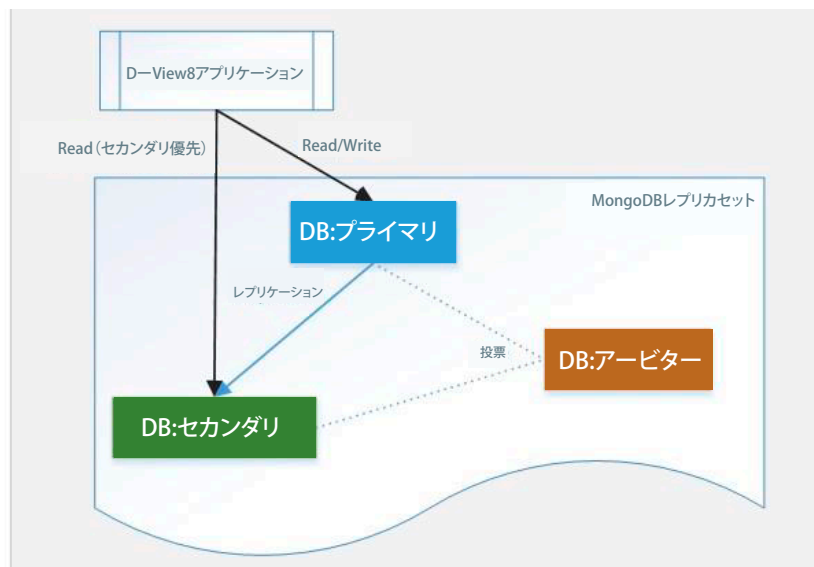 DーView8アプリケーション
Read（セカンダリ優先）
Read/Write
MongoDBレプリカセット
DB:プライマリ
レプリケーション
投票
DB:アービター
DB:セカンダリ